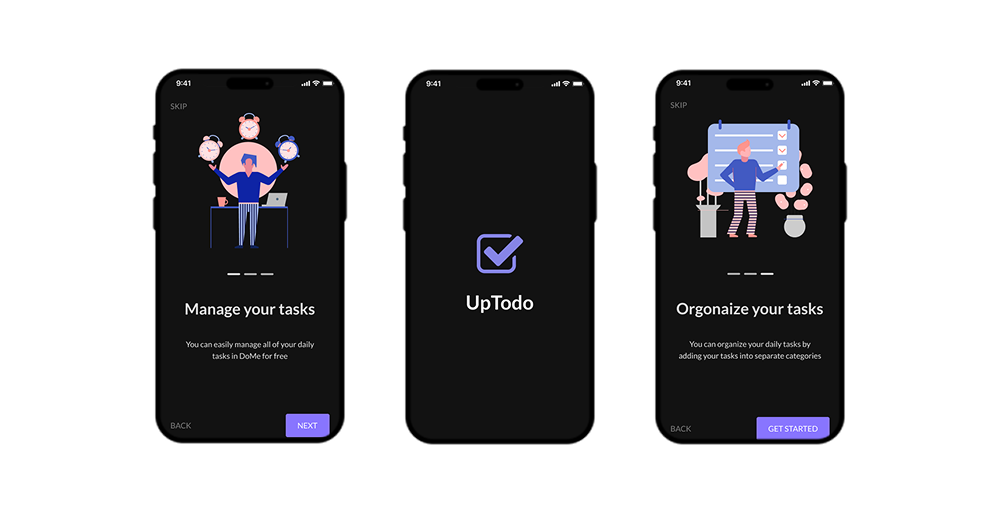 9:41
SKIP
Manage your tasks
You can easily manage all of your daily
tasks in DoMe for free
BACK
NEXT
9:41
UpTodo
9:41
SKIP
Orgonaize your tasks
You can organize your daily tasks by
adding your tasks into separate categories
BACK
GET STARTED